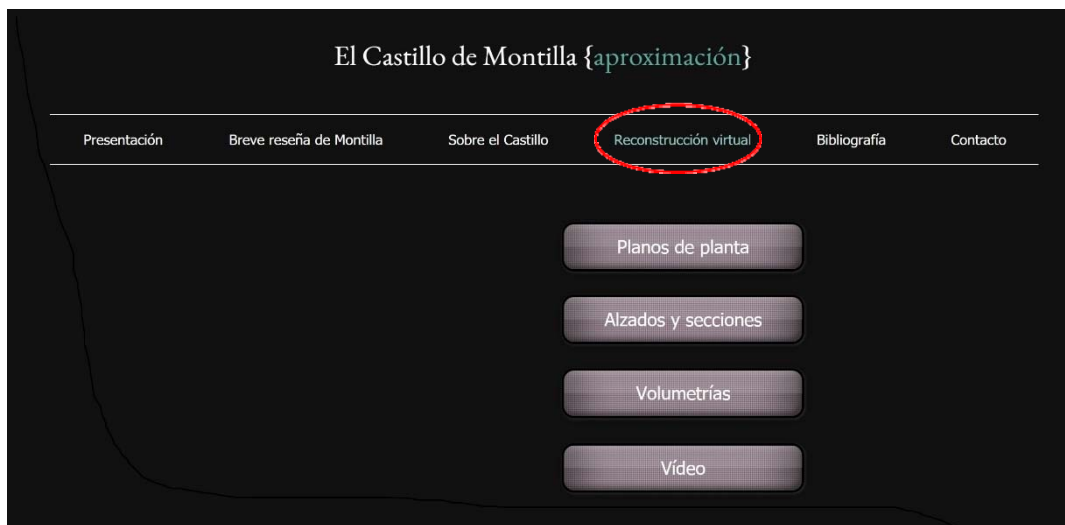 El Castillo de Montilla {aproximación}
Presentación Breve reseña de Montilla Sobre el Castillo Reconstrucción virtual Bibliografía Contacto
Planos de planta
Alzados y secciones
Volumetrías
Vídeo